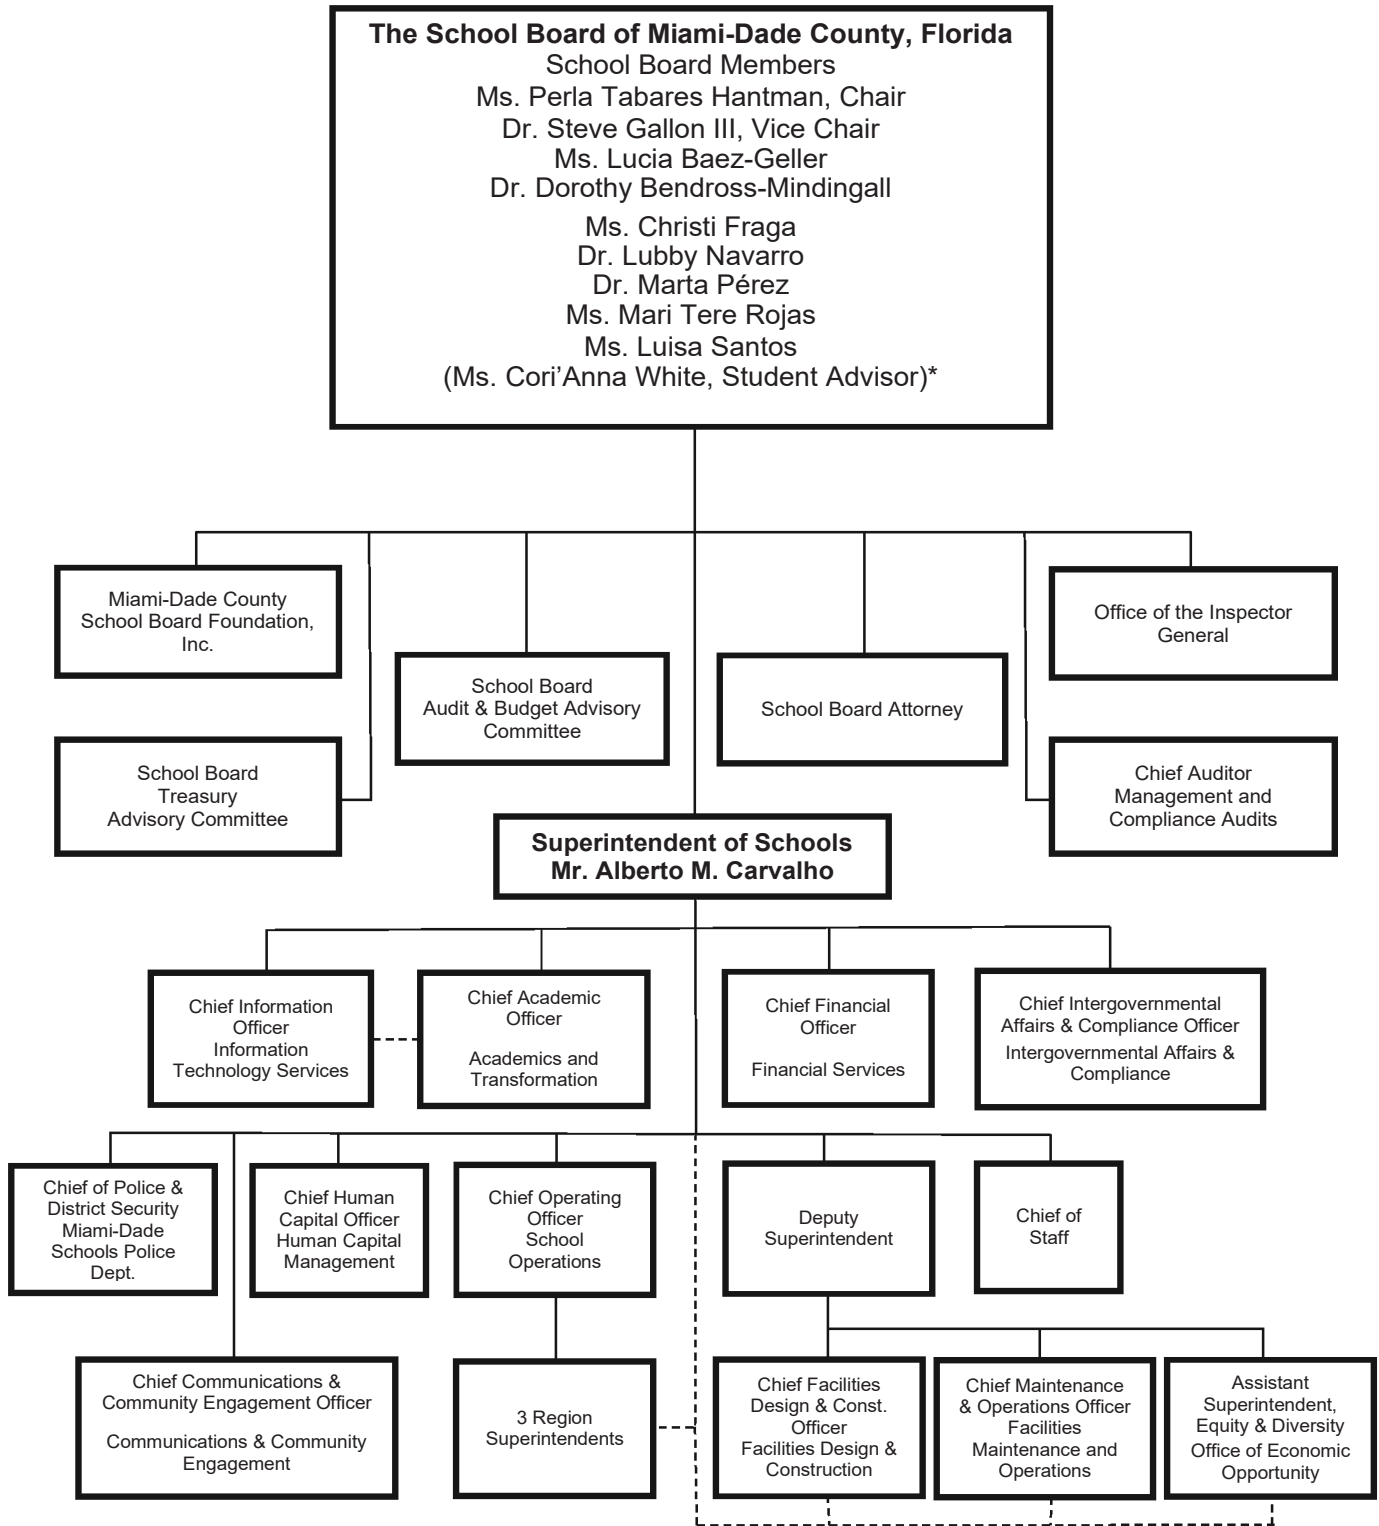 The School Board of Miami-Dade County, Florida
School Board Members
Ms. Perla Tabares Hantman, Chair
Dr. Steve Gallon III, Vice Chair
Ms. Lucia Baez-Geller
Dr. Dorothy Bendross-Mindingall
Ms. Christi Fraga
Dr. Lubby Navarro
Dr. Marta Pérez
Ms. Mari Tere Rojas
Ms. Luisa Santos
(Ms. Cori’Anna White, Student Advisor)*
Miami-Dade County
School Board Foundation,
Inc.
School Board
Audit & Budget Advisory
Committee
School Board Attorney
Office of the Inspector
General
School Board
Treasury
Advisory Committee
Chief Auditor
Management and
Compliance Audits
Superintendent of Schools
Mr. Alberto M. Carvalho
Chief Information
Officer
Information
Technology Services
Chief Academic
Officer
Academics and
Transformation
Chief Financial
Officer
Financial Services
Chief Intergovernmental
Affairs & Compliance Officer
Intergovernmental Affairs &
Compliance
Chief of Police &
District Security
Miami-Dade
Schools Police
Dept.
Chief Human
Capital Officer
Human Capital
Management
Chief Operating
Officer
School
Operations
Deputy
Superintendent
Chief of
Staff
Chief Communications &
Community Engagement Officer
Communications & Community
Engagement
3 Region
Superintendents
Chief Facilities
Design & Const.
Officer
Facilities Design &
Construction
Chief Maintenance
& Operations Officer
Facilities
Maintenance and
Operations
Assistant
Superintendent,
Equity & Diversity
Office of Economic
Opportunity